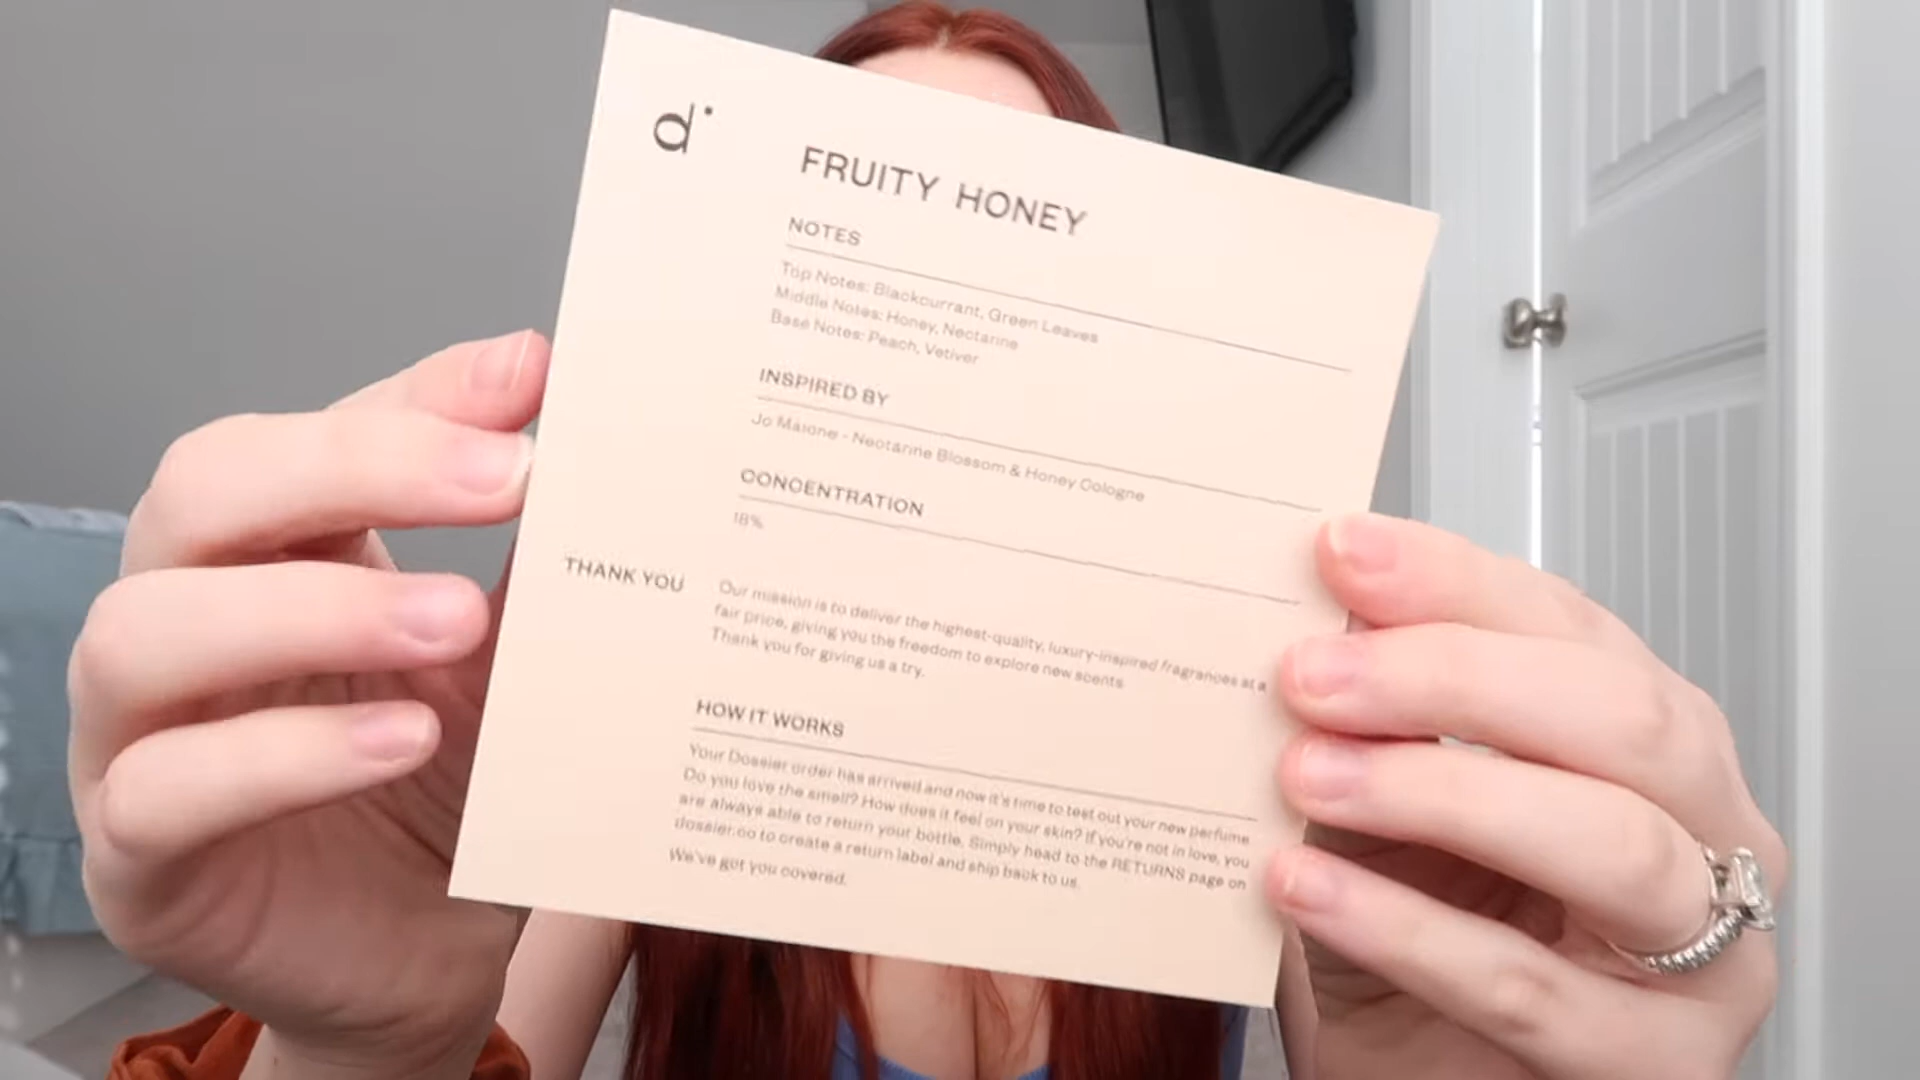 d·
FRUITY HONEY
NOTES
Top Notes: Blackcurrant, Green Leaves
Middle Notes: Honey, Nectarine
Base Notes: Peach, Vetiver
INSPIRED BY
Jo Malone - Nectarine Blossom & Honey Cologne
CONCENTRATION
18%
THANK YOU
Our mission is to deliver the highest-quality, luxury-inspired fragrances at a
fair price, giving you the freedom to explore new scents.
Thank you for giving us a try.
HOW IT WORKS
Your Dossier order has arrived and now it's time to test out your new perfume
Do you love the smell? How does it feel on your skin? If you're not in love, you
are always able to return your bottle. Simply head to the RETURNS page on
dossier.co to create a return label and ship back to us.
We've got you covered.